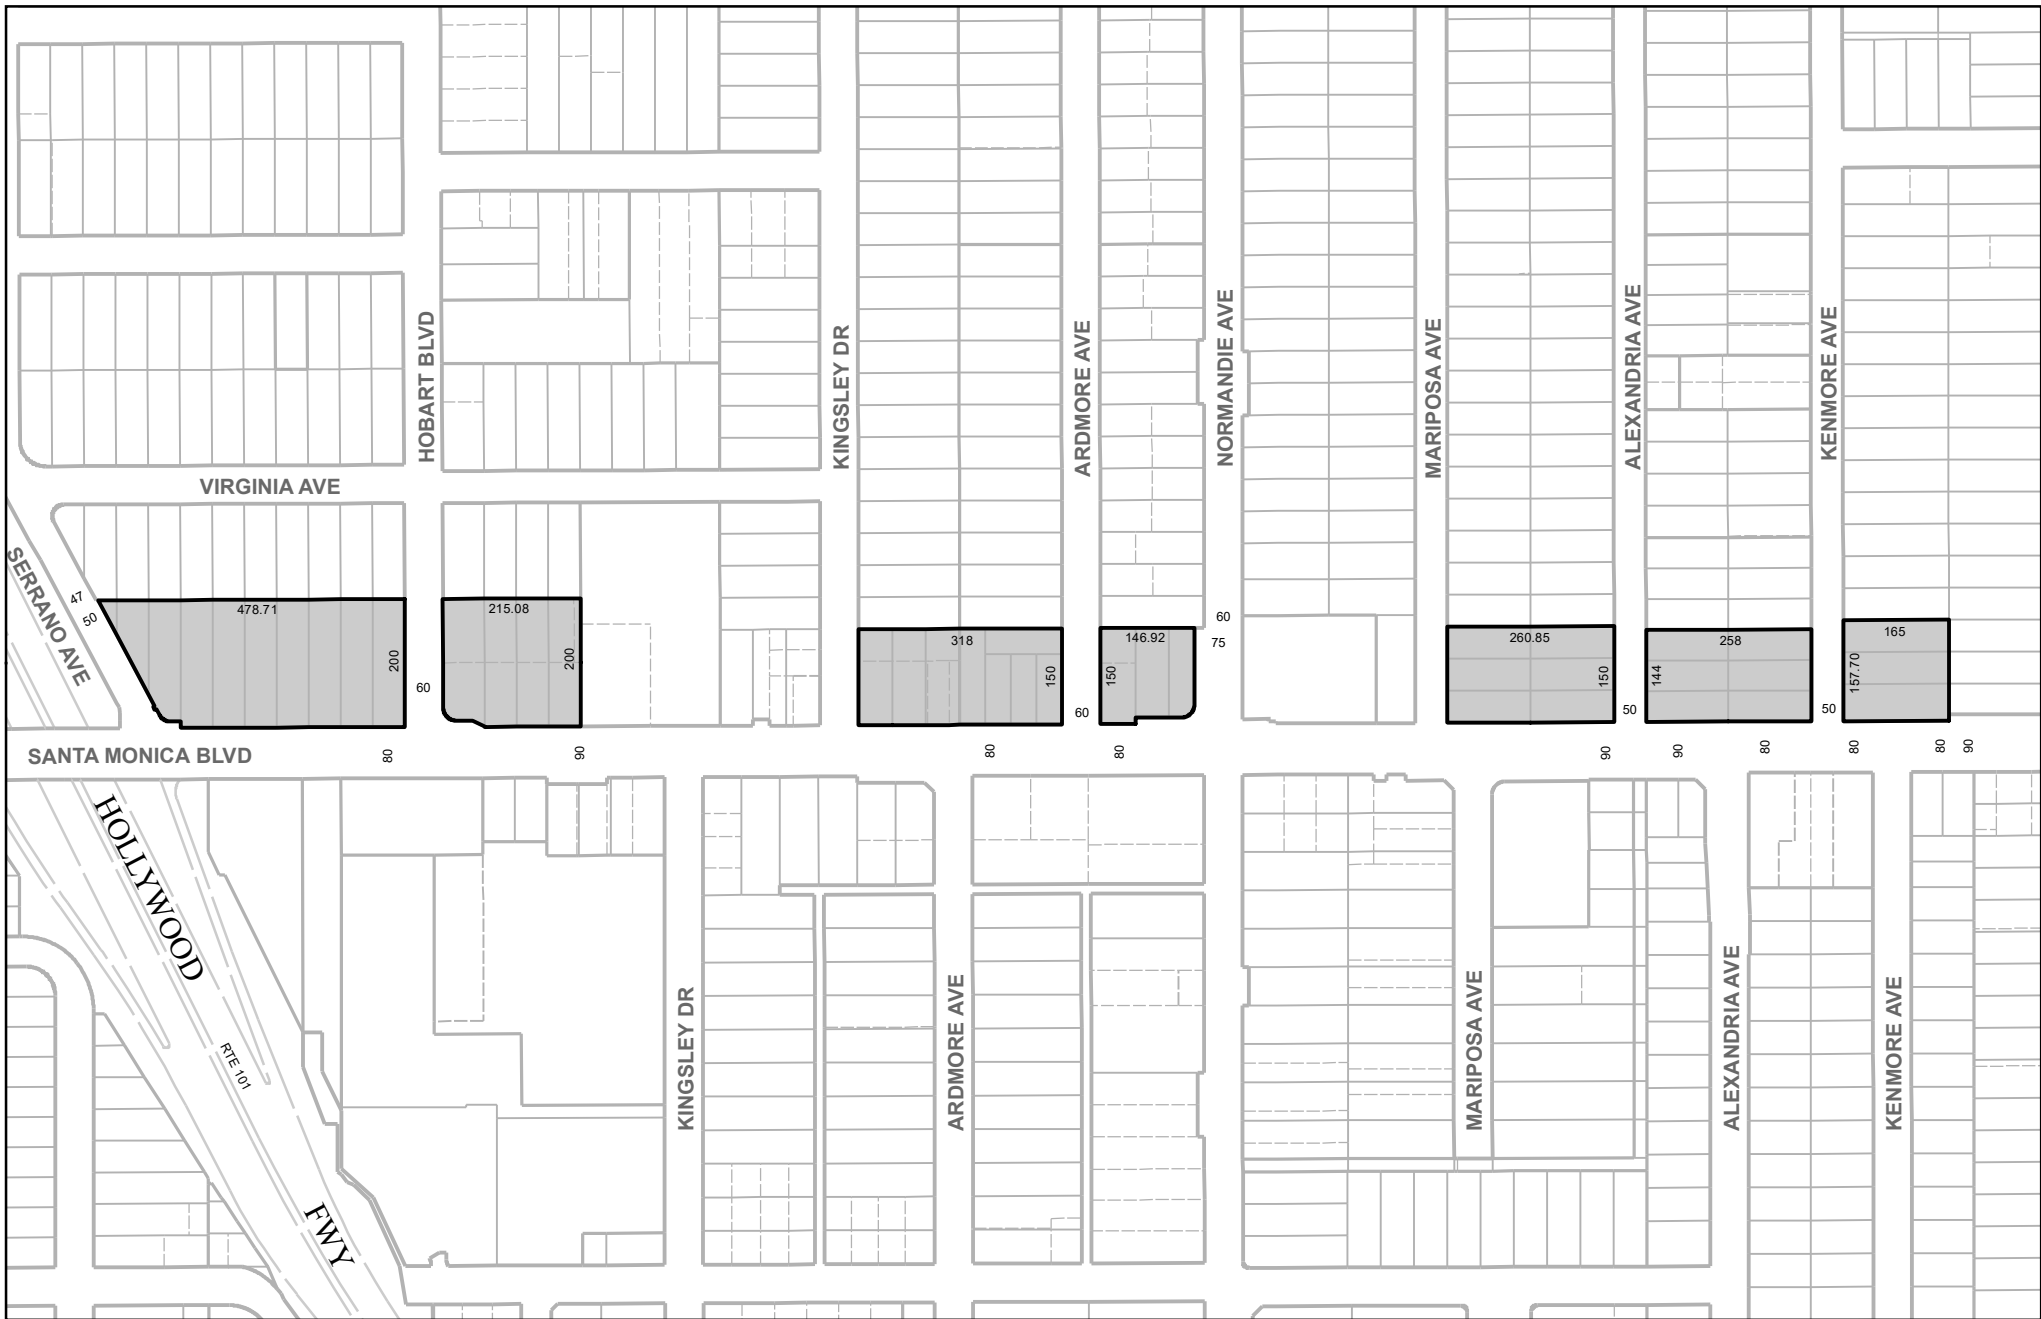 HOBART BLVD
KINGSLEY DR
ARDMORE AVE
NORMANDIE AVE
MARIPOSA AVE
ALEXANDRIA AVE
KENMORE AVE
VIRGINIA AVE
SERRANO AVE
47
50
478.71
200
60
215.08
200
318
150
60
146.92
150
60
75
260.85
150
50
258
144
50
165
157.70
SANTA MONICA BLVD
80
90
80
80
90
90
80
80
80
90
HOLLYWOOD
RTE 101
FWY
KINGSLEY DR
ARDMORE AVE
MARIPOSA AVE
ALEXANDRIA AVE
KENMORE AVE